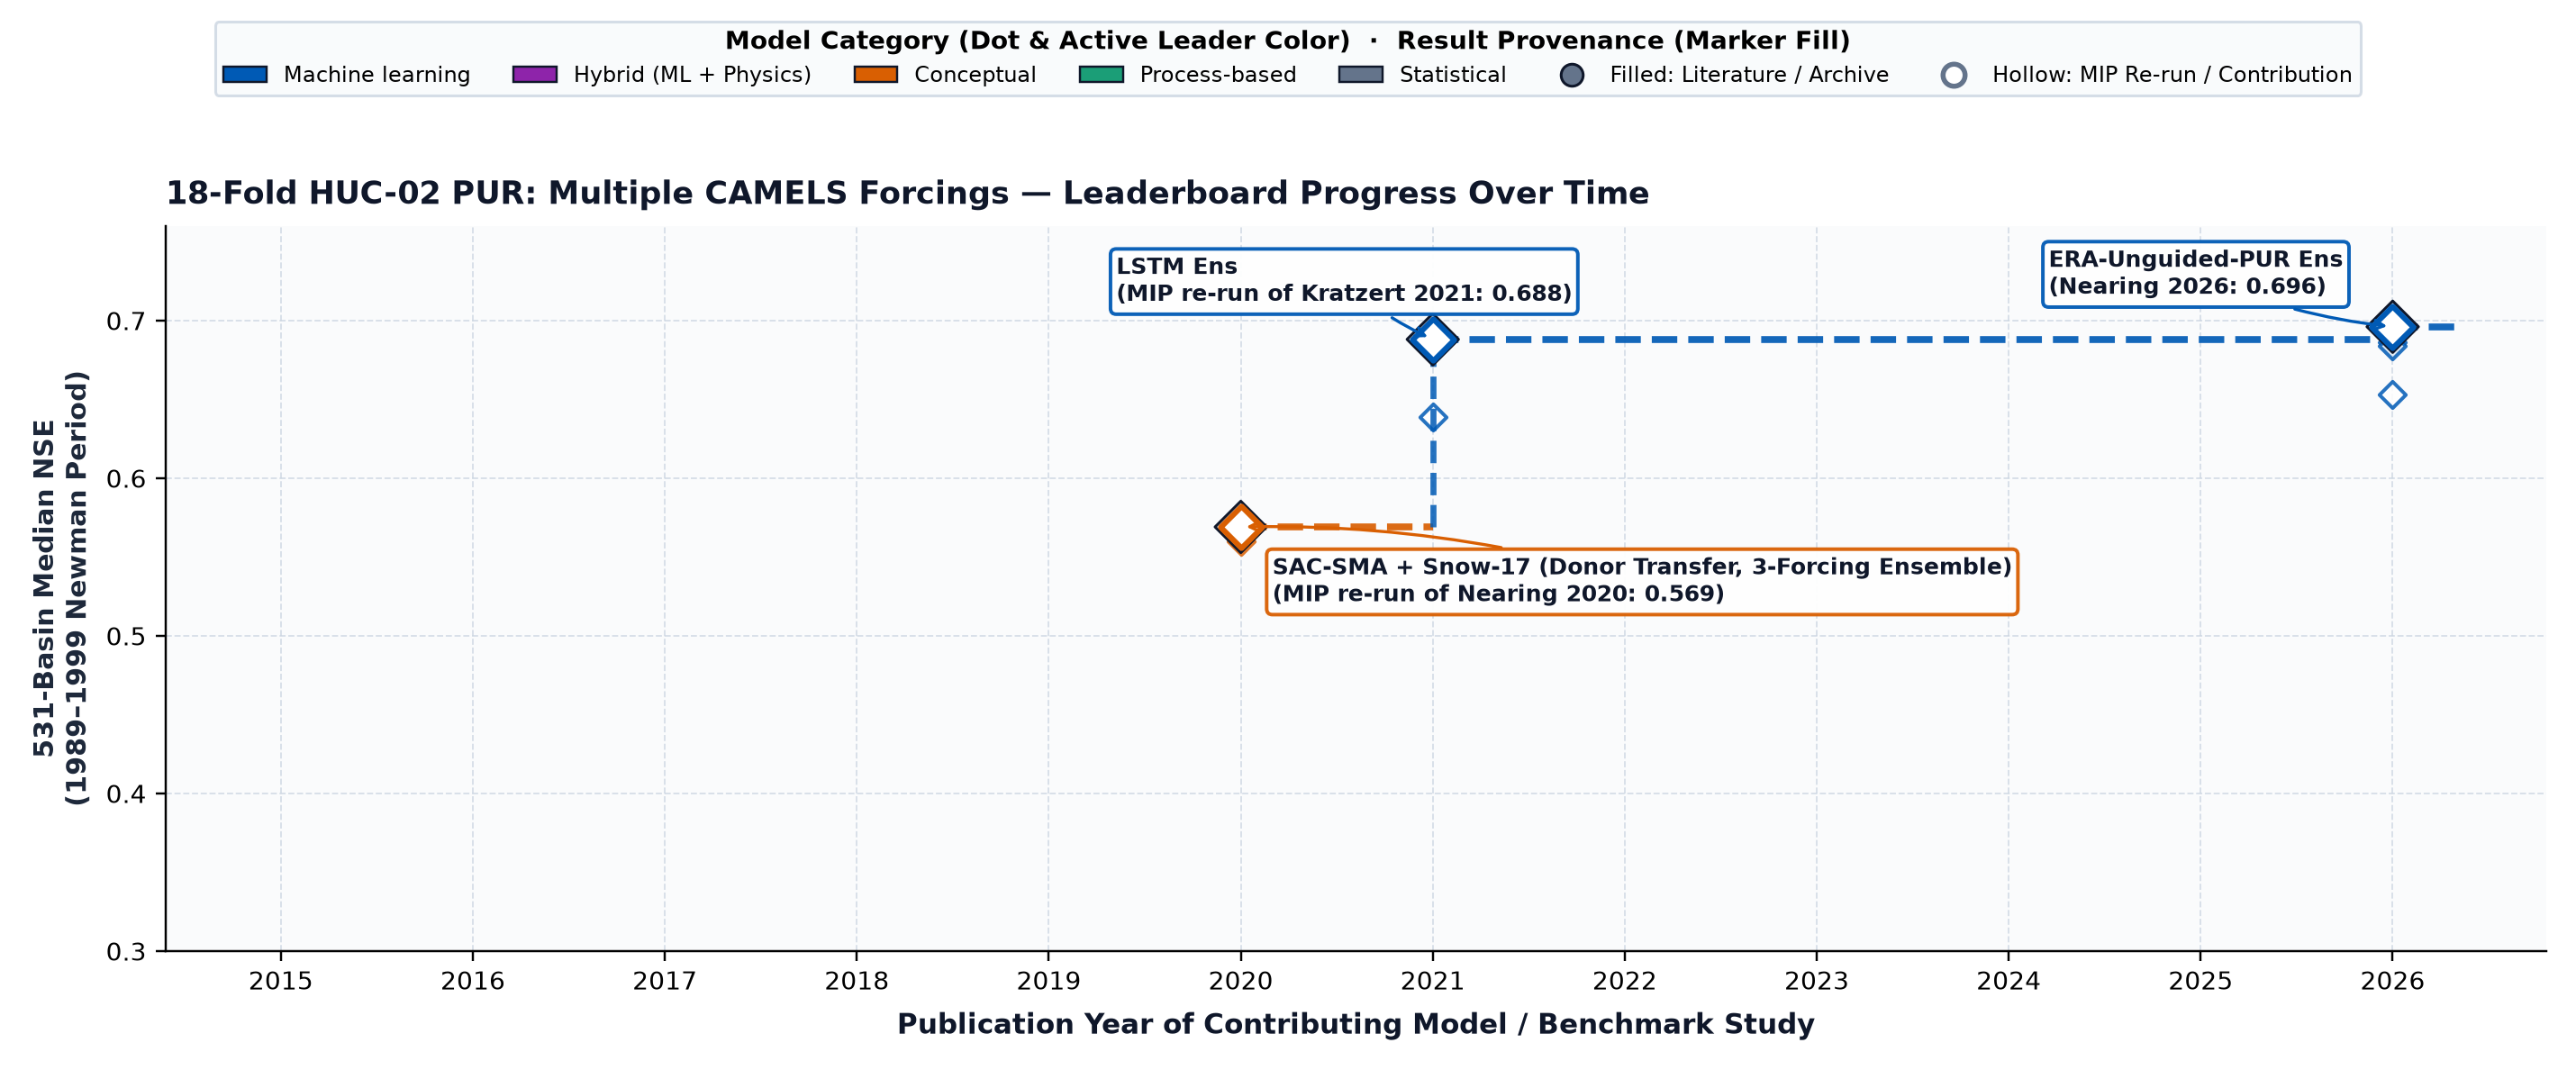 Model Category (Dot & Active Leader Color)  ·  Result Provenance (Marker Fill)
Machine learning
Hybrid (ML + Physics)
Conceptual
Process-based
Statistical
Filled: Literature / Archive
Hollow: MIP Re-run / Contribution
18-Fold HUC-02 PUR: Multiple CAMELS Forcings — Leaderboard Progress Over Time
531-Basin Median NSE
(1989–1999 Newman Period)
0.7
0.6
0.5
0.4
0.3
LSTM Ens
(MIP re-run of Kratzert 2021: 0.688)
ERA-Unguided-PUR Ens
(Nearing 2026: 0.696)
SAC-SMA + Snow-17 (Donor Transfer, 3-Forcing Ensemble)
(MIP re-run of Nearing 2020: 0.569)
2015
2016
2017
2018
2019
2020
2021
2022
2023
2024
2025
2026
Publication Year of Contributing Model / Benchmark Study